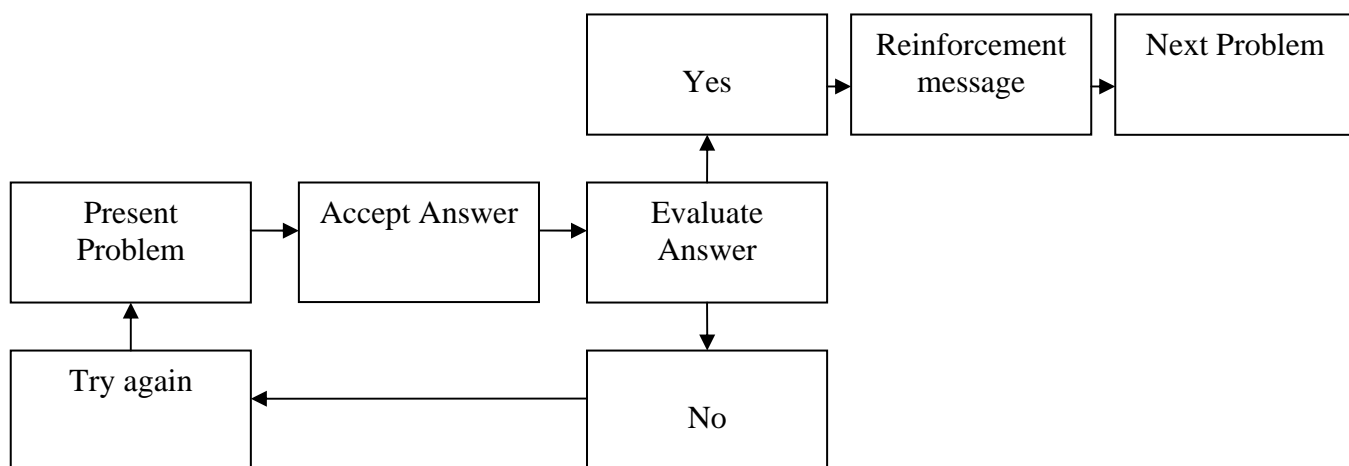 Yes
Reinforcement
message
Next Problem
Present
Problem
Accept Answer
Evaluate
Answer
Try again
No